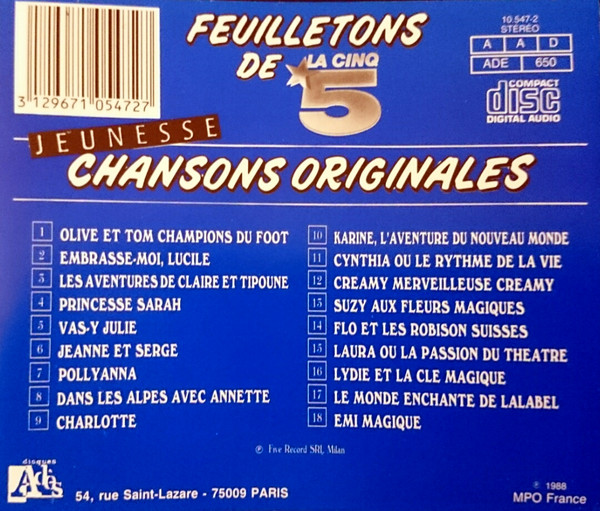 FEUILLETONS
DE LA CINQ
5
10.547-2
STÉRÉO
A A D
ADE 650
COMPACT
disc
DIGITAL AUDIO
3 129671 054727
JEUNESSE
CHANSONS ORIGINALES
1 OLIVE ET TOM CHAMPIONS DU FOOT
2 EMBRASSE-MOI, LUCILE
3 LES AVENTURES DE CLAIRE ET TIPOUNE
4 PRINCESSE SARAH
5 VAS-Y JULIE
6 JEANNE ET SERGE
7 POLLYANNA
8 DANS LES ALPES AVEC ANNETTE
9 CHARLOTTE
10 KARINE, L'AVENTURE DU NOUVEAU MONDE
11 CYNTHIA OU LE RYTHME DE LA VIE
12 CREAMY MERVEILLEUSE CREAMY
13 SUZY AUX FLEURS MAGIQUES
14 FLO ET LES ROBISON SUISSES
15 LAURA OU LA PASSION DU THEATRE
16 LYDIE ET LA CLE MAGIQUE
17 LE MONDE ENCHANTE DE LALABEL
18 EMI MAGIQUE
℗ Five Record SRL, Milan
disques
Adès
54, rue Saint-Lazare - 75009 PARIS
℗ 1988
MPO France